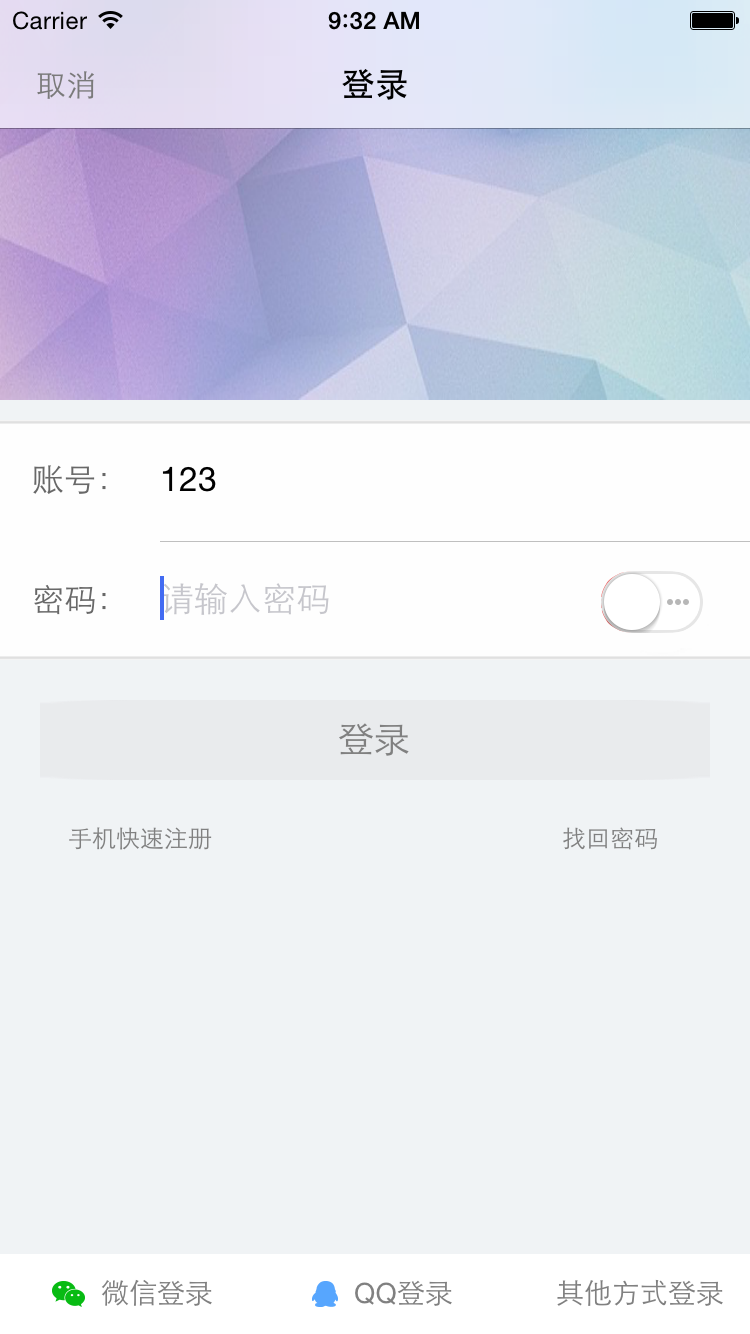 Carrier 9:32 AM
取消 登录
账号: 123
密码: 请输入密码
登录
手机快速注册 找回密码
微信登录 QQ登录 其他方式登录